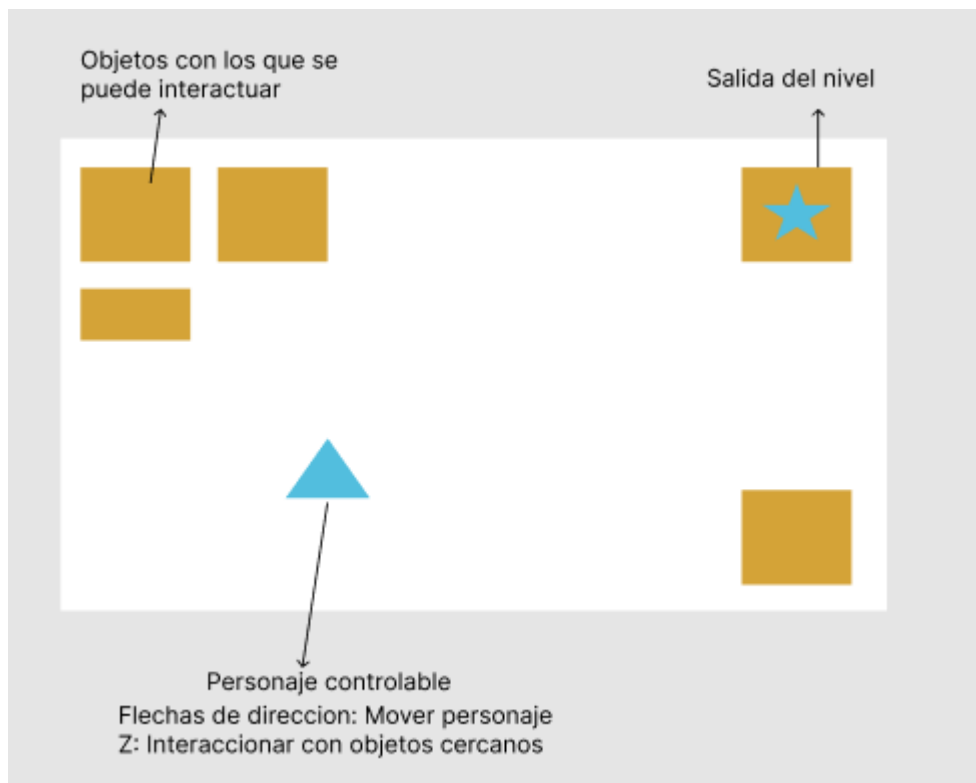 Objetos con los que se
puede interactuar
Salida del nivel
Personaje controlable
Flechas de direccion: Mover personaje
Z: Interaccionar con objetos cercanos